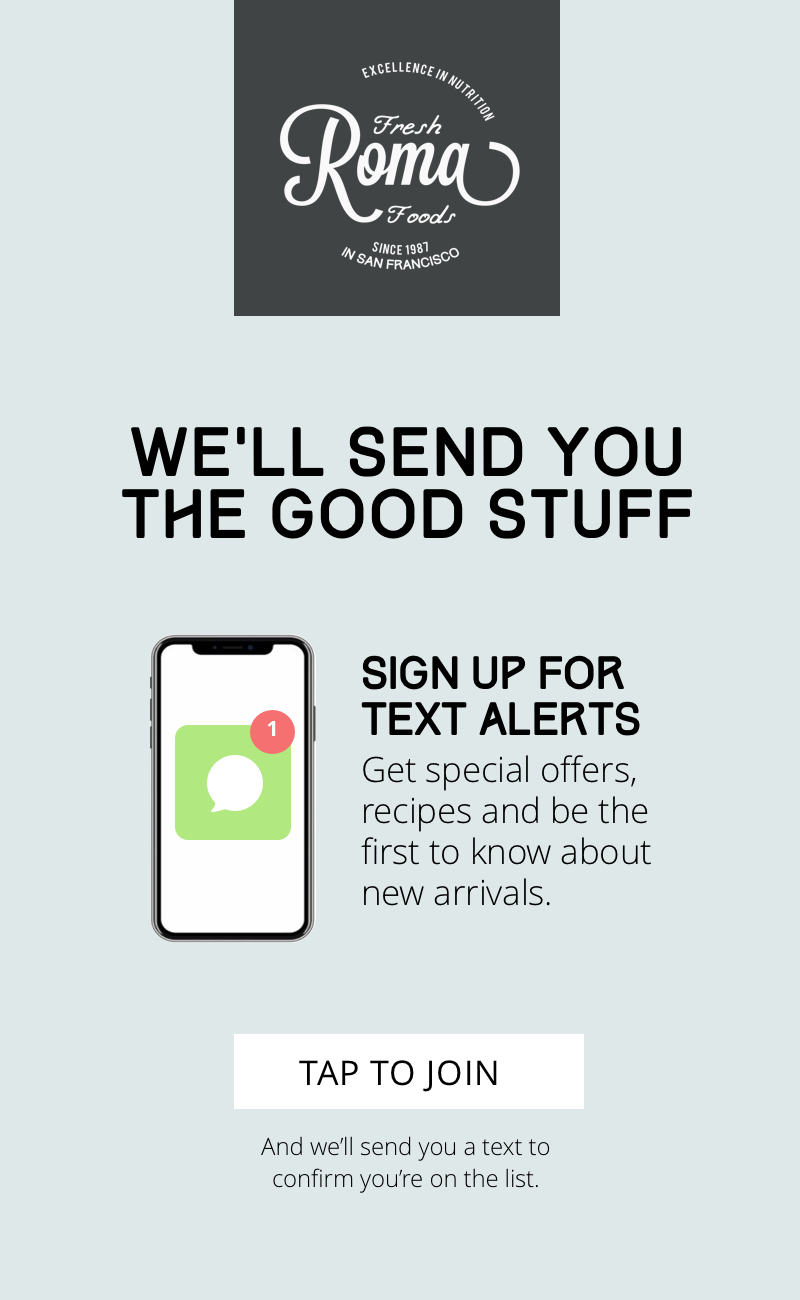 EXCELLENCE IN NUTRITION
Fresh
Roma
Foods
SINCE 1987
IN SAN FRANCISCO
WE'LL SEND YOU
THE GOOD STUFF
1
SIGN UP FOR
TEXT ALERTS
Get special offers,
recipes and be the
first to know about
new arrivals.
TAP TO JOIN
And we’ll send you a text to
confirm you’re on the list.